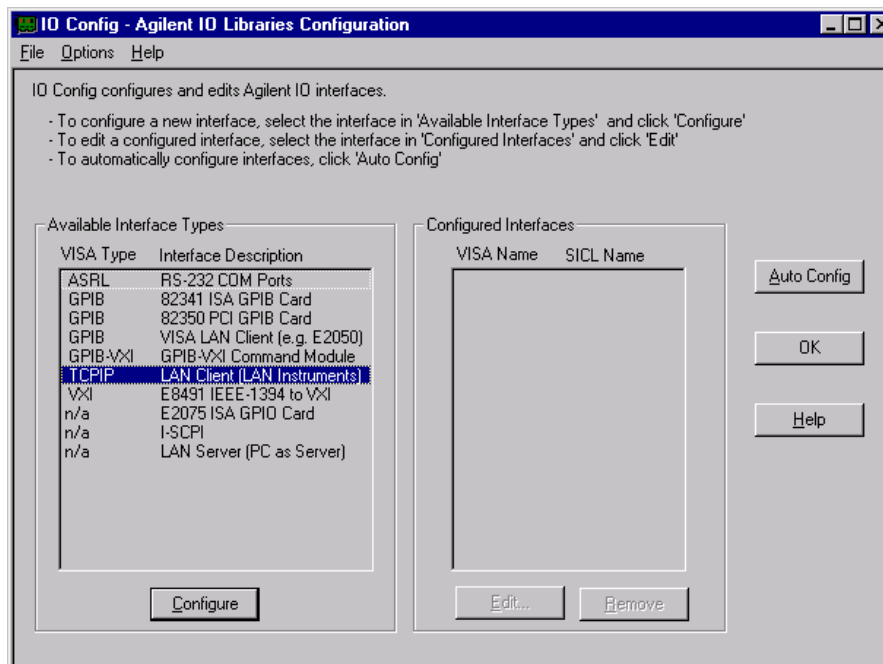 IO Config - Agilent IO Libraries Configuration
File Options Help
IO Config configures and edits Agilent IO interfaces.
- To configure a new interface, select the interface in 'Available Interface Types' and click 'Configure'
- To edit a configured interface, select the interface in 'Configured Interfaces' and click 'Edit'
- To automatically configure interfaces, click 'Auto Config'
Available Interface Types
VISA Type Interface Description
ASRL RS-232 COM Ports
GPIB 82341 ISA GPIB Card
GPIB 82350 PCI GPIB Card
GPIB VISA LAN Client (e.g. E2050)
GPIB-VXI GPIB-VXI Command Module
TCPIP LAN Client (LAN Instruments)
VXI E8491 IEEE-1394 to VXI
n/a E2075 ISA GPIO Card
n/a I-SCPI
n/a LAN Server (PC as Server)
Configure
Configured Interfaces
VISA Name SICL Name
Edit...
Remove
Auto Config
OK
Help